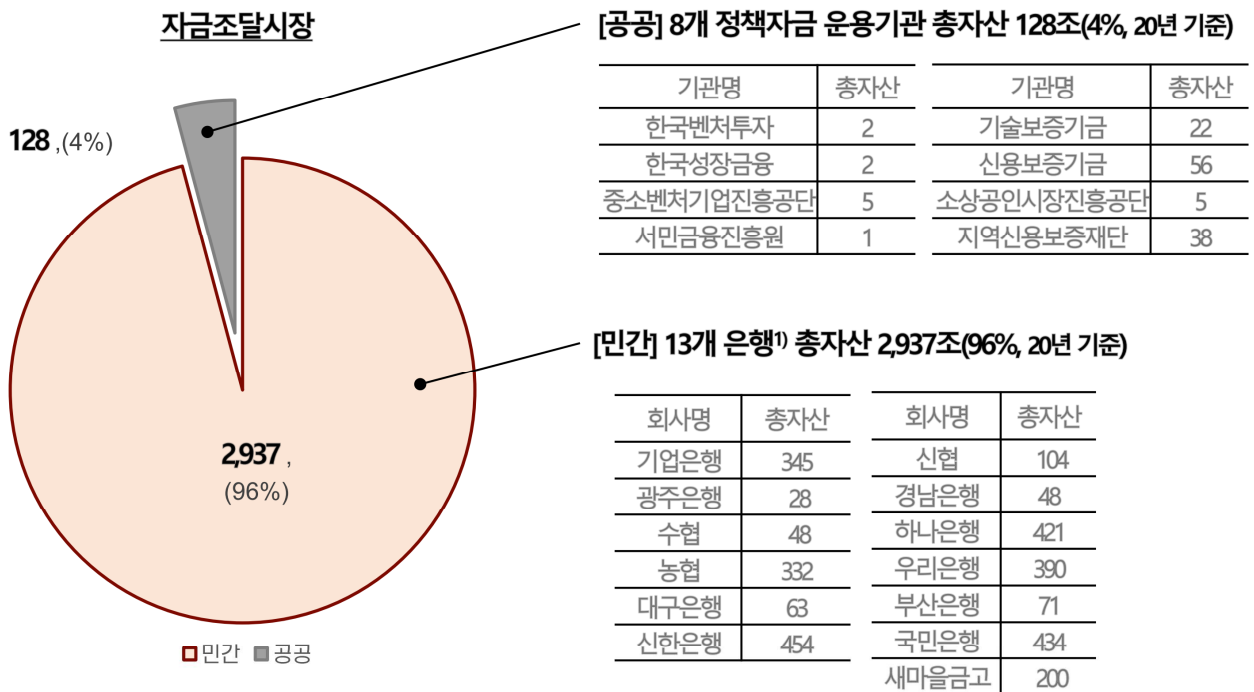 자금조달시장
128 ,(4%)
2,937 ,
(96%)
민간 공공
[공공] 8개 정책자금 운용기관 총자산 128조(4%, 20년 기준)
기관명 총자산 기관명 총자산
한국벤처투자 2 기술보증기금 22
한국성장금융 2 신용보증기금 56
중소벤처기업진흥공단 5 소상공인시장진흥공단 5
서민금융진흥원 1 지역신용보증재단 38
[민간] 13개 은행1) 총자산 2,937조(96%, 20년 기준)
회사명 총자산
기업은행 345
광주은행 28
수협 48
농협 332
대구은행 63
신한은행 454
회사명 총자산
신협 104
경남은행 48
하나은행 421
우리은행 390
부산은행 71
국민은행 434
새마을금고 200